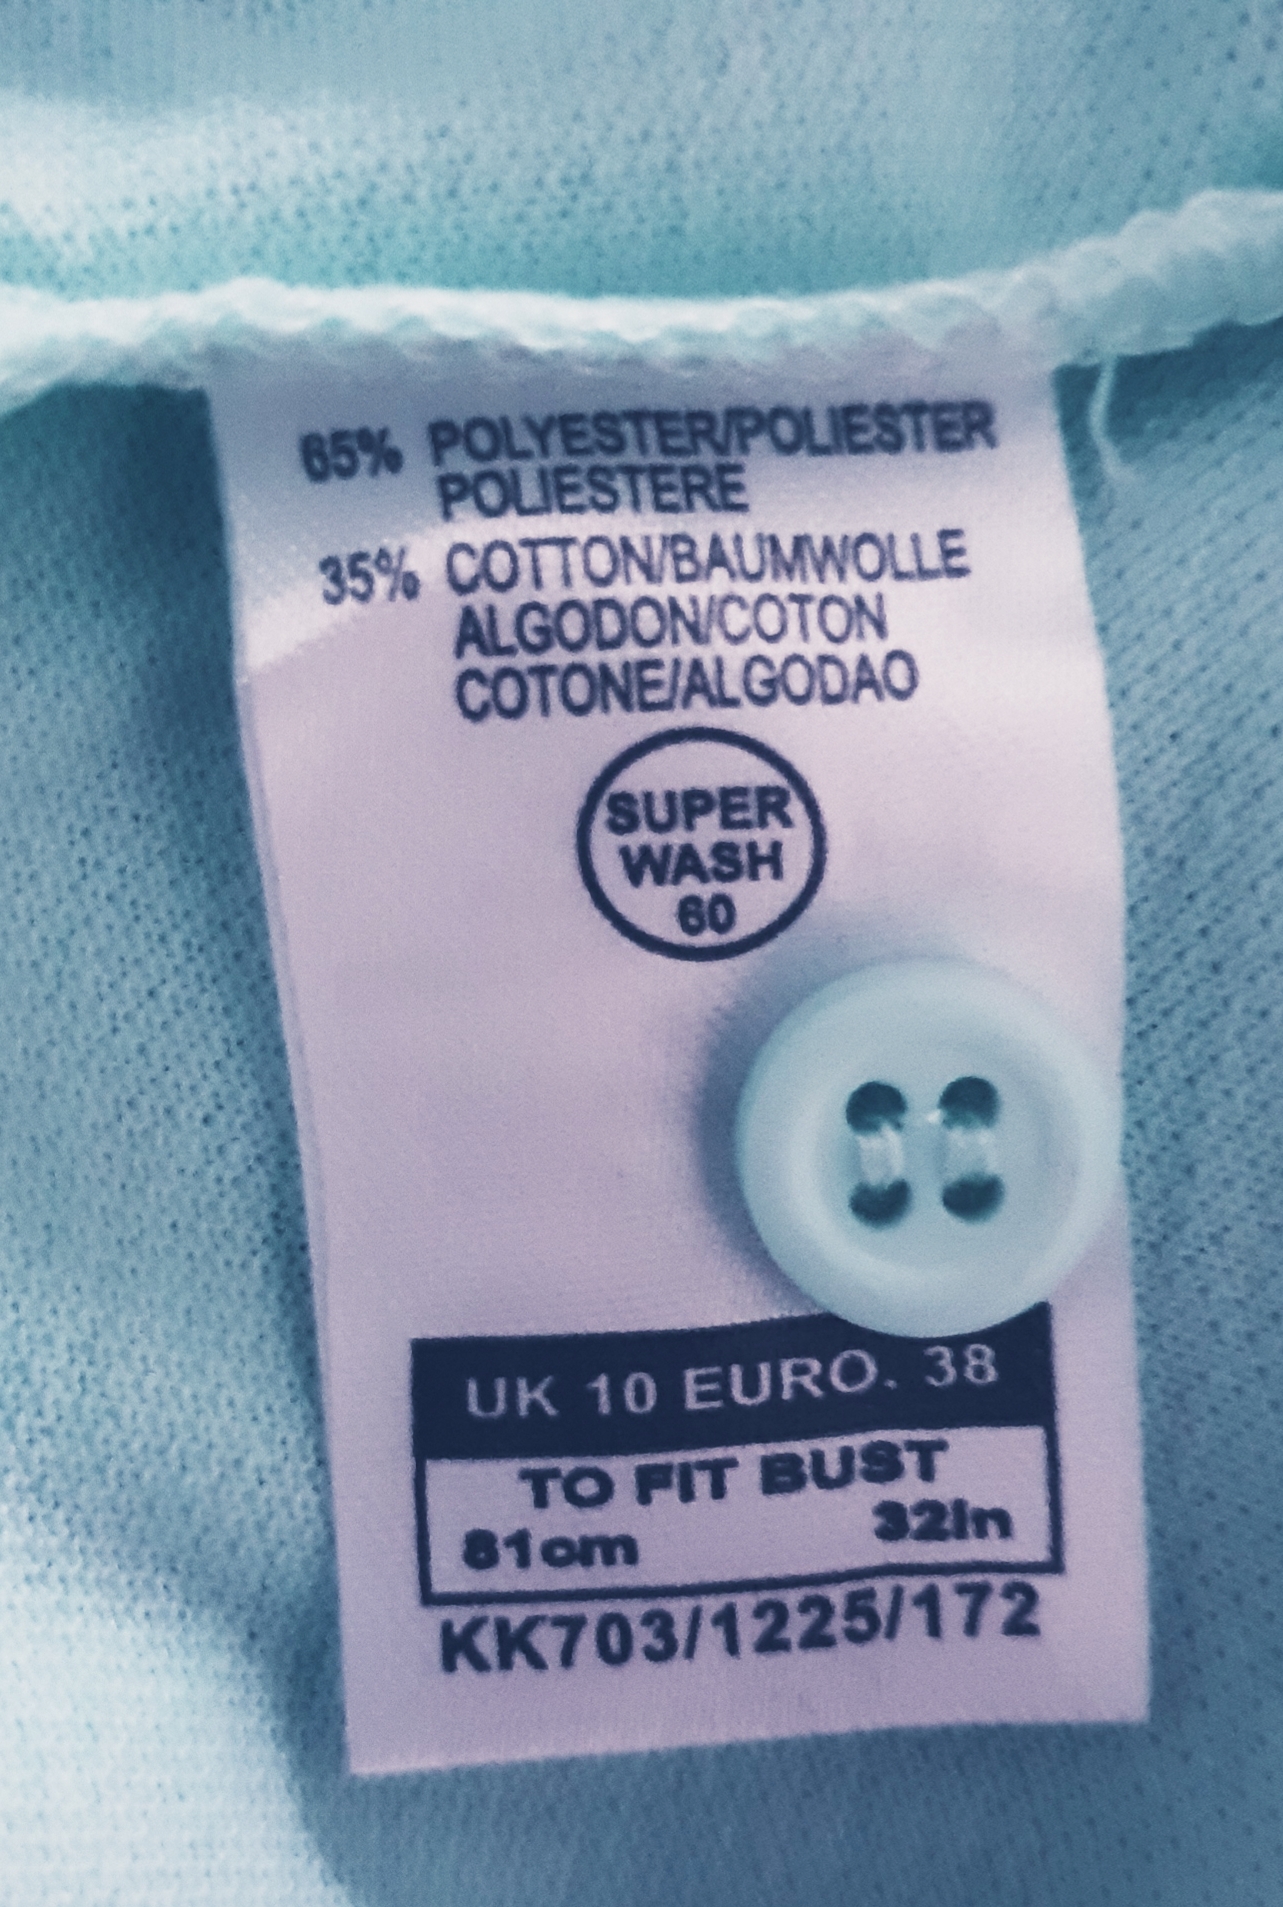 65% POLYESTER/POLIESTER
POLIESTERE
35% COTTON/BAUMWOLLE
ALGODON/COTON
COTONE/ALGODAO
SUPER
WASH
60
UK 10 EURO. 38
TO FIT BUST
81cm 32in
KK703/1225/172